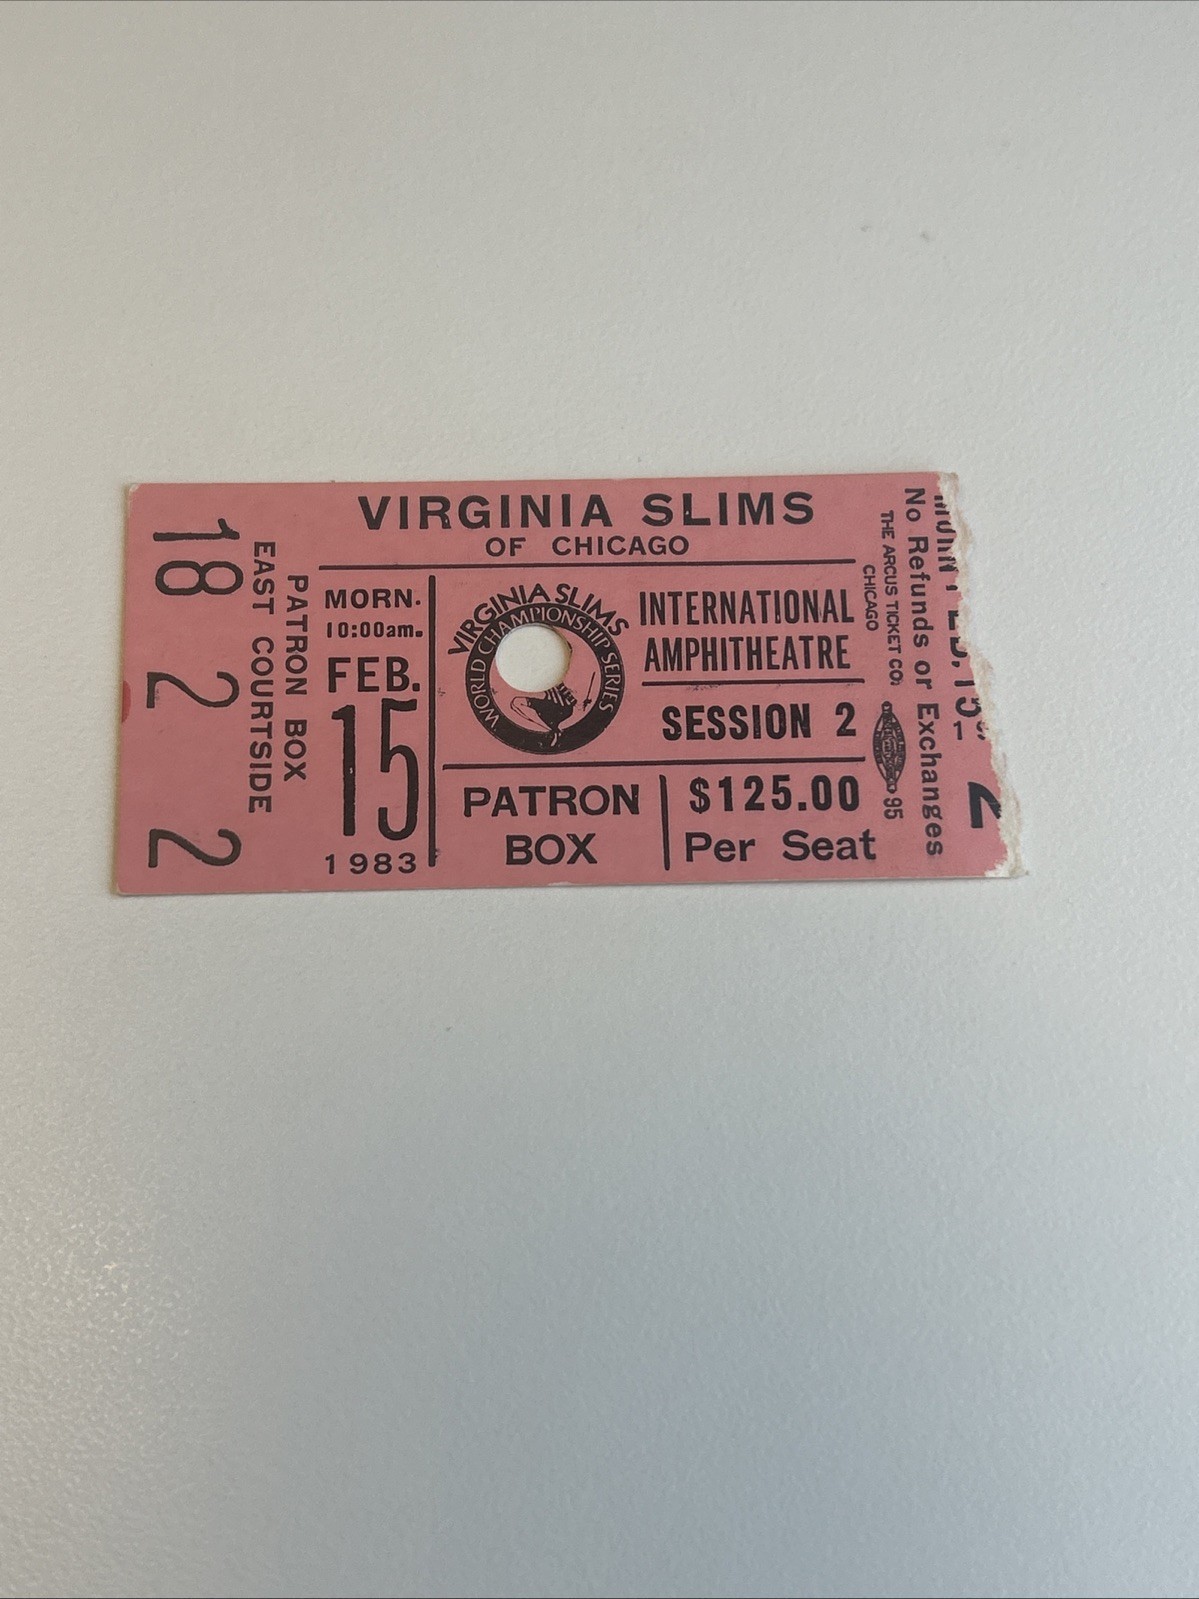 VIRGINIA SLIMS
OF CHICAGO
18
2
2
EAST COURTSIDE
PATRON BOX
MORN.
10:00am.
FEB.
15
1983
VIRGINIA SLIMS
WORLD CHAMPIONSHIP SERIES
INTERNATIONAL
AMPHITHEATRE
SESSION 2
PATRON
BOX
$125.00
Per Seat
THE ARCUS TICKET CO.
CHICAGO
95
No Refunds or Exchanges
2